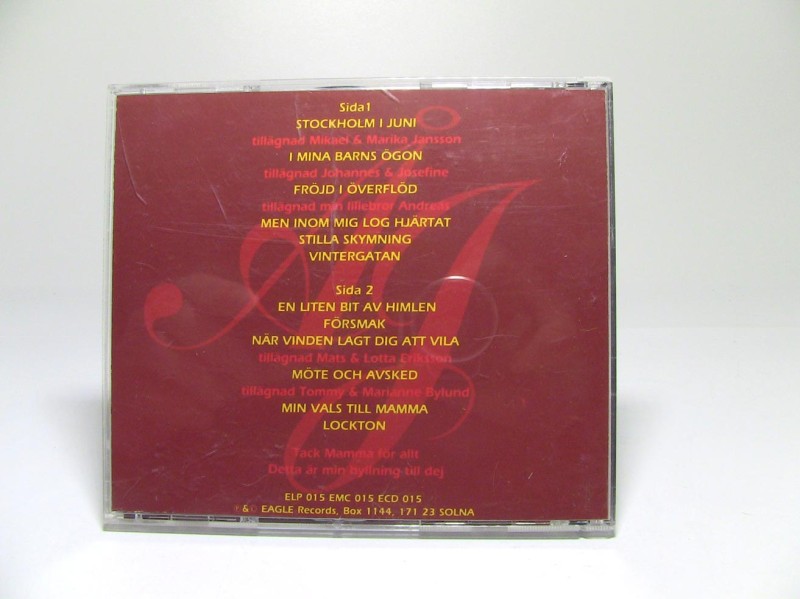 Sida1
STOCKHOLM I JUNI
tillägnad Mikael & Marika Jansson
I MINA BARNS ÖGON
tillägnad Johannes & Josefine
FRÖJD I ÖVERFLÖD
tillägnad min lillebror Andreas
MEN INOM MIG LOG HJÄRTAT
STILLA SKYMNING
VINTERGATAN
Sida 2
EN LITEN BIT AV HIMLEN
FÖRSMAK
NÄR VINDEN LAGT DIG ATT VILA
tillägnad Mats & Lotta Erikston
MÖTE OCH AVSKED
tillägnad Tommy & Marianne Bylund
MIN VALS TILL MAMMA
LOCKTON
Tack Mamma för allt
Detta är min hyllning till dej
ELP 015 EMC 015 ECD 015
℗ & © EAGLE Records, Box 1144, 171 23 SOLNA